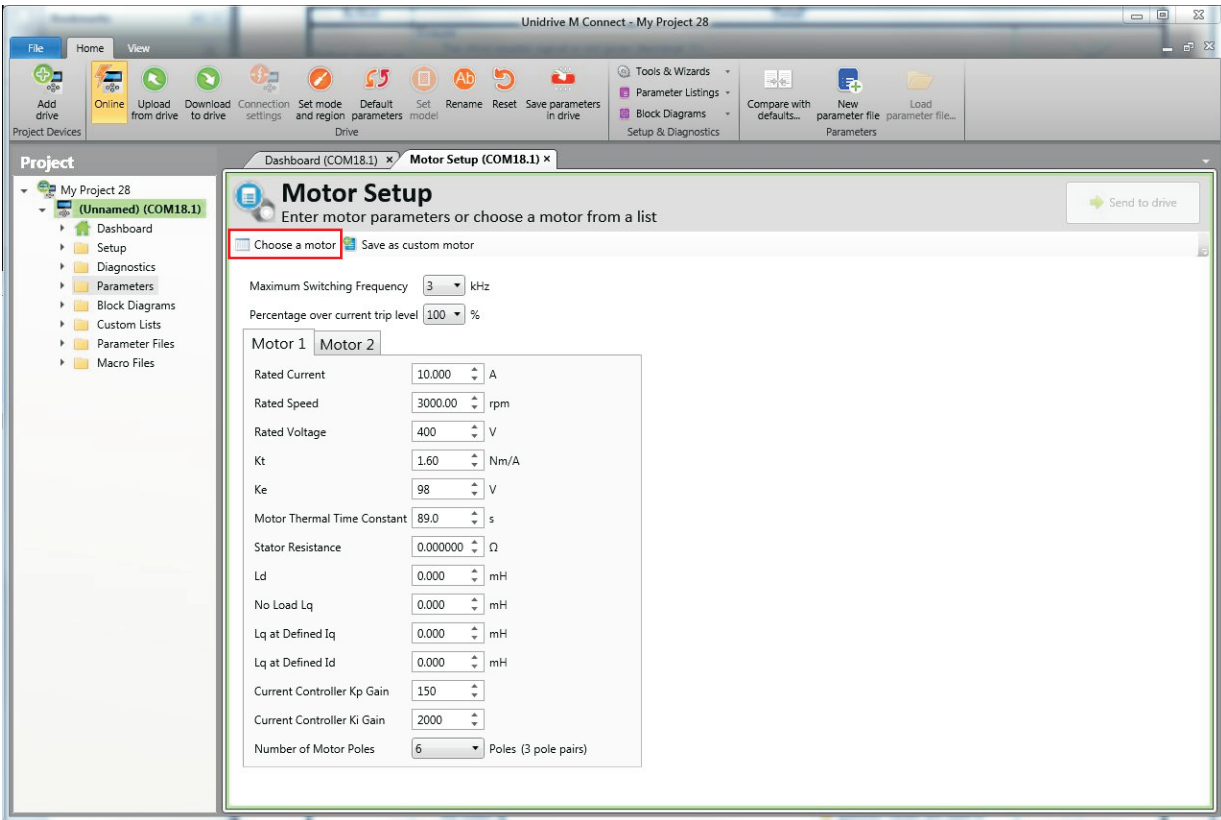 Unidrive M Connect - My Project 28
File Home View
Add drive
Online
Upload from drive
Download to drive
Connection settings
Set mode and region
Default parameters
Set model
Rename
Reset
Save parameters in drive
Tools & Wizards
Parameter Listings
Block Diagrams
Compare with defaults...
New parameter file
Load parameter file...
Project Devices Drive Setup & Diagnostics Parameters
Project
Dashboard (COM18.1) × Motor Setup (COM18.1) ×
My Project 28
(Unnamed) (COM18.1)
Dashboard
Setup
Diagnostics
Parameters
Block Diagrams
Custom Lists
Parameter Files
Macro Files
Motor Setup
Enter motor parameters or choose a motor from a list
Send to drive
Choose a motor Save as custom motor
Maximum Switching Frequency 3 kHz
Percentage over current trip level 100 %
Motor 1 Motor 2
Rated Current 10.000 A
Rated Speed 3000.00 rpm
Rated Voltage 400 V
Kt 1.60 Nm/A
Ke 98 V
Motor Thermal Time Constant 89.0 s
Stator Resistance 0.000000 Ω
Ld 0.000 mH
No Load Lq 0.000 mH
Lq at Defined Iq 0.000 mH
Lq at Defined Id 0.000 mH
Current Controller Kp Gain 150
Current Controller Ki Gain 2000
Number of Motor Poles 6 Poles (3 pole pairs)